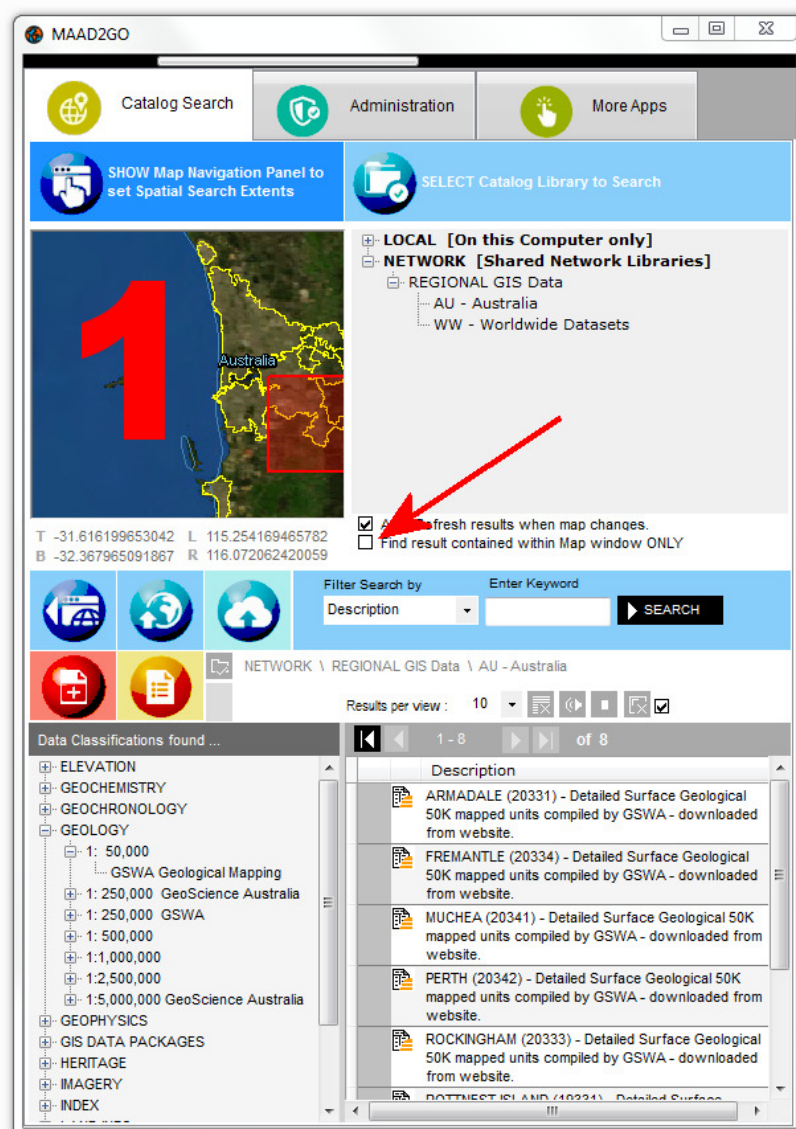 MAAD2GO
Catalog Search
Administration
More Apps
SHOW Map Navigation Panel to
set Spatial Search Extents
SELECT Catalog Library to Search
1
Australia
LOCAL [On this Computer only]
NETWORK [Shared Network Libraries]
REGIONAL GIS Data
AU - Australia
WW - Worldwide Datasets
T -31.616199653042 L 115.254169465782
B -32.367965091867 R 116.072062420059
Refresh results when map changes.
Find result contained within Map window ONLY
Filter Search by
Enter Keyword
Description
SEARCH
NETWORK \ REGIONAL GIS Data \ AU - Australia
Results per view : 10
Data Classifications found ...
ELEVATION
GEOCHEMISTRY
GEOCHRONOLOGY
GEOLOGY
1: 50,000
GSWA Geological Mapping
1: 250,000 GeoScience Australia
1: 250,000 GSWA
1: 500,000
1:1,000,000
1:2,500,000
1:5,000,000 GeoScience Australia
GEOPHYSICS
GIS DATA PACKAGES
HERITAGE
IMAGERY
INDEX
1 - 8 of 8
Description
ARMADALE (20331) - Detailed Surface Geological
50K mapped units compiled by GSWA - downloaded
from website.
FREMANTLE (20334) - Detailed Surface Geological
50K mapped units compiled by GSWA - downloaded
from website.
MUCHEA (20341) - Detailed Surface Geological 50K
mapped units compiled by GSWA - downloaded from
website.
PERTH (20342) - Detailed Surface Geological 50K
mapped units compiled by GSWA - downloaded from
website.
ROCKINGHAM (20333) - Detailed Surface Geological
50K mapped units compiled by GSWA - downloaded
from website.
ROTTNEST ISLAND (19331) - Detailed Surface